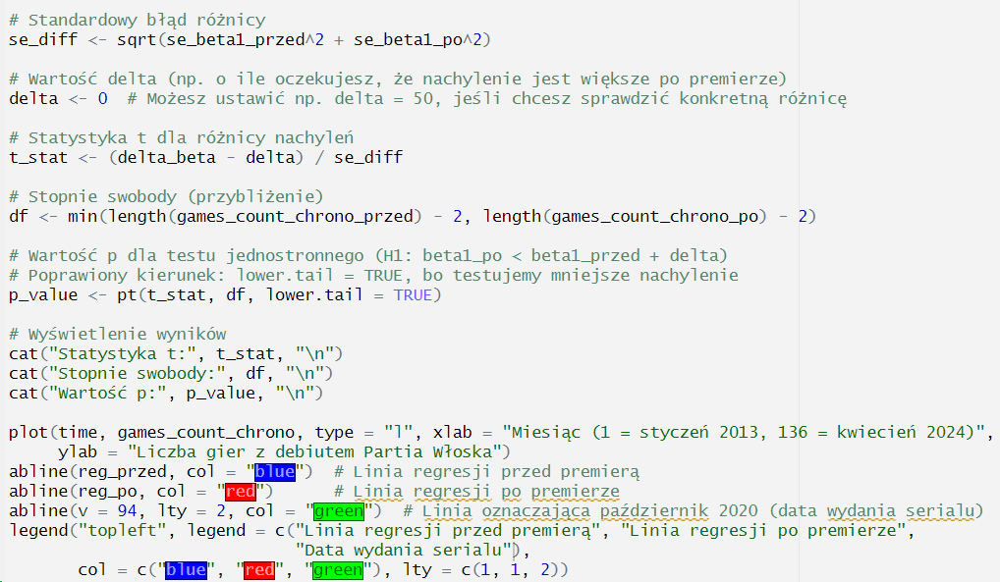 # Standardowy błąd różnicy
se_diff <- sqrt(se_beta1_przed^2 + se_beta1_po^2)
# Wartość delta (np. o ile oczekujesz, że nachylenie jest większe po premierze)
delta <- 0  # Możesz ustawić np. delta = 50, jeśli chcesz sprawdzić konkretną różnicę
# Statystyka t dla różnicy nachyleń
t_stat <- (delta_beta - delta) / se_diff
# Stopnie swobody (przybliżenie)
df <- min(length(games_count_chrono_przed) - 2, length(games_count_chrono_po) - 2)
# Wartość p dla testu jednostronnego (H1: beta1_po < beta1_przed + delta)
# Poprawiony kierunek: lower.tail = TRUE, bo testujemy mniejsze nachylenie
p_value <- pt(t_stat, df, lower.tail = TRUE)
# Wyświetlenie wyników
cat("Statystyka t:", t_stat, "\n")
cat("Stopnie swobody:", df, "\n")
cat("Wartość p:", p_value, "\n")
plot(time, games_count_chrono, type = "l", xlab = "Miesiąc (1 = styczeń 2013, 136 = kwiecień 2024)",
     ylab = "Liczba gier z debiutem Partia Włoska")
abline(reg_przed, col = "blue")  # Linia regresji przed premierą
abline(reg_po, col = "red")      # Linia regresji po premierze
abline(v = 94, lty = 2, col = "green")  # Linia oznaczająca październik 2020 (data wydania serialu)
legend("topleft", legend = c("Linia regresji przed premierą", "Linia regresji po premierze",
                             "Data wydania serialu"),
       col = c("blue", "red", "green"), lty = c(1, 1, 2))